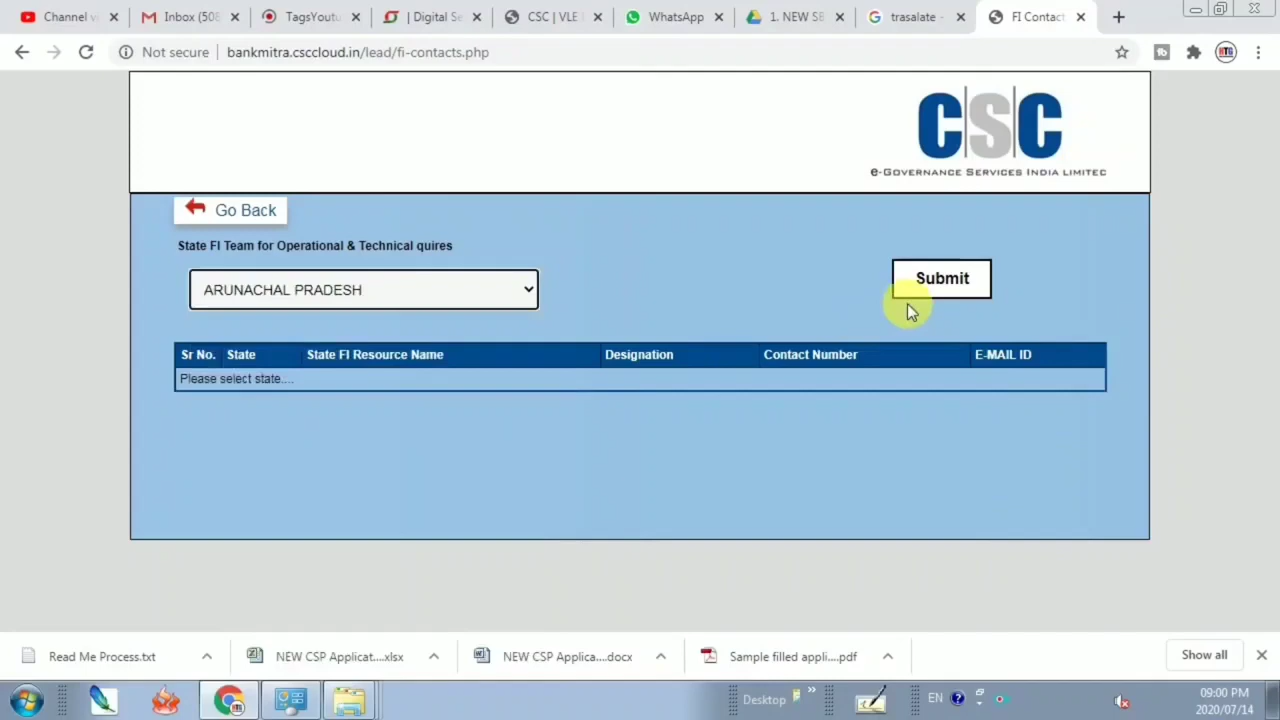 Channel v
Inbox (508
TagsYoutu
| Digital Se
CSC | VLE
WhatsApp
1. NEW SB
trasalate -
FI Contact
Not secure
bankmitra.csccloud.in/lead/fi-contacts.php
CSC
e-Governance Services India Limitec
Go Back
State FI Team for Operational & Technical quires
ARUNACHAL PRADESH
Submit
Sr No. State State FI Resource Name Designation Contact Number E-MAIL ID
Please select state....
Read Me Process.txt
NEW CSP Applicat....xlsx
NEW CSP Applica....docx
Sample filled appli....pdf
Show all
Desktop
EN
09:00 PM
2020/07/14